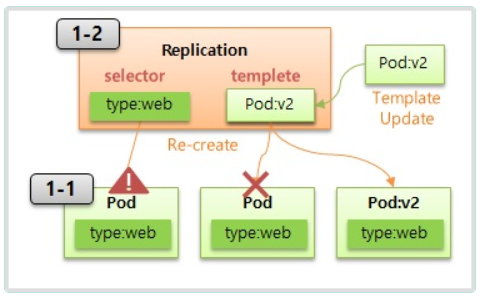 1-2
Replication
selector
templete
type:web
Pod:v2
Pod:v2
Template
Update
Re-create
1-1
Pod
Pod
Pod:v2
type:web
type:web
type:web